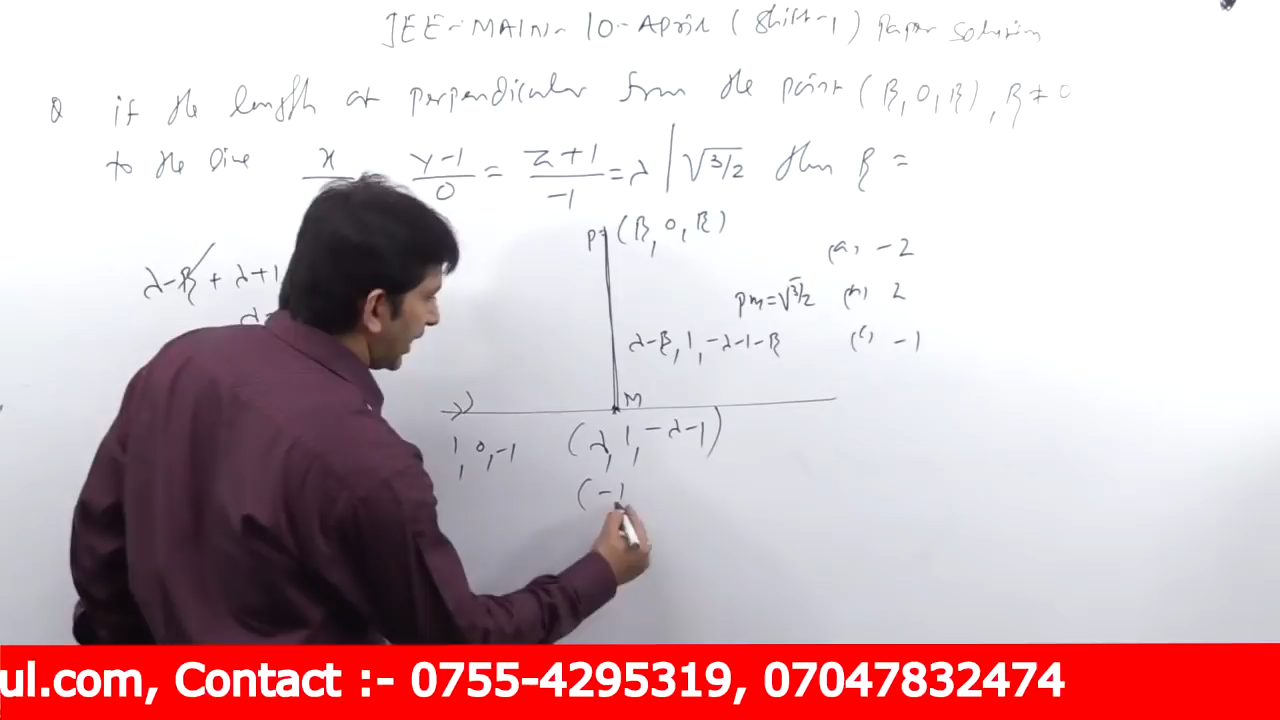 JEE-MAIN- 10-April (Shift-1) Paper Solution
Q if the length of perpendicular from the point (β, 0, β), β ≠ 0
to the line x/ y-1/0 = z+1/-1 = λ | √3/2 then β =
P (β, 0, β)
(a) -2
λ-β + λ+1
PM = √3/2 2
λ-β, 1, -λ-1-β (c) -1
M
1, 0, -1 (λ, 1, -λ-1)
(-1
ul.com, Contact :- 0755-4295319, 07047832474